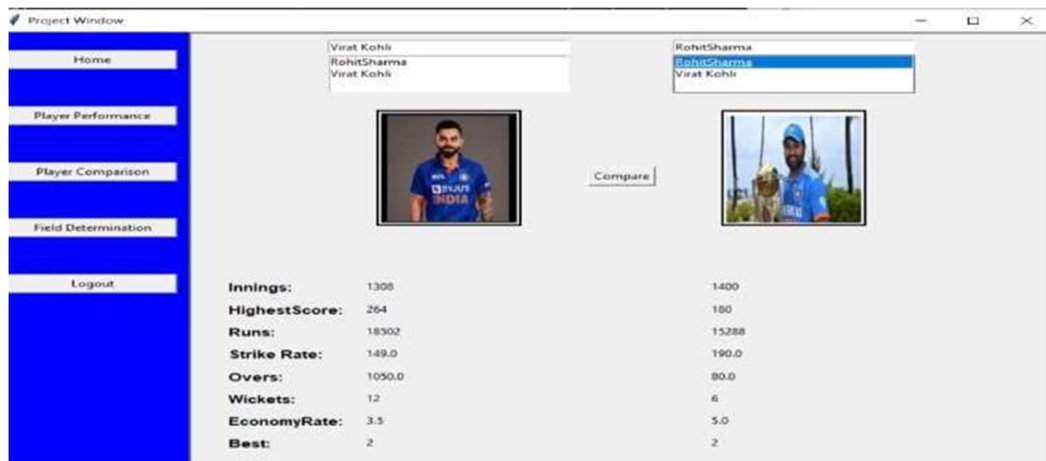 Project Window
Home
Player Performance
Player Comparison
Field Determination
Logout
Virat Kohli
RohitSharma
Virat Kohli
RohitSharma
RohitSharma
Virat Kohli
Compare
INDIA
Innings: 1308 1400
HighestScore: 264 180
Runs: 18502 15288
Strike Rate: 149.0 190.0
Overs: 1050.0 80.0
Wickets: 12 6
EconomyRate: 3.5 5.0
Best: 2 2